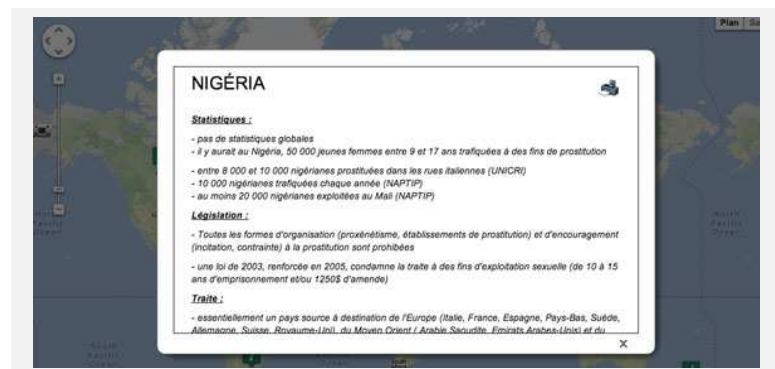 Plan
NIGÉRIA
Statistiques :
- pas de statistiques globales
- il y aurait au Nigéria, 50 000 jeunes femmes entre 9 et 17 ans trafiquées à des fins de prostitution
- entre 8 000 et 10 000 nigérianes prostituées dans les rues italiennes (UNICRI)
- 10 000 nigérianes trafiquées chaque année (NAPTIP)
- au moins 20 000 nigérianes exploitées au Mali (NAPTIP)
Législation :
- Toutes les formes d'organisation (proxénétisme, établissements de prostitution) et d'encouragement
(incitation, contrainte) à la prostitution sont prohibées
- une loi de 2003, renforcée en 2005, condamne la traite à des fins d'exploitation sexuelle (de 10 à 15
ans d'emprisonnement et/ou 1250$ d'amende)
Traite :
- essentiellement un pays source à destination de l'Europe (Italie, France, Espagne, Pays-Bas, Suède,
Allemagne, Suisse, Royaume-Uni), du Moyen Orient ( Arabie Saoudite, Emirats Arabes-Unis) et du
x